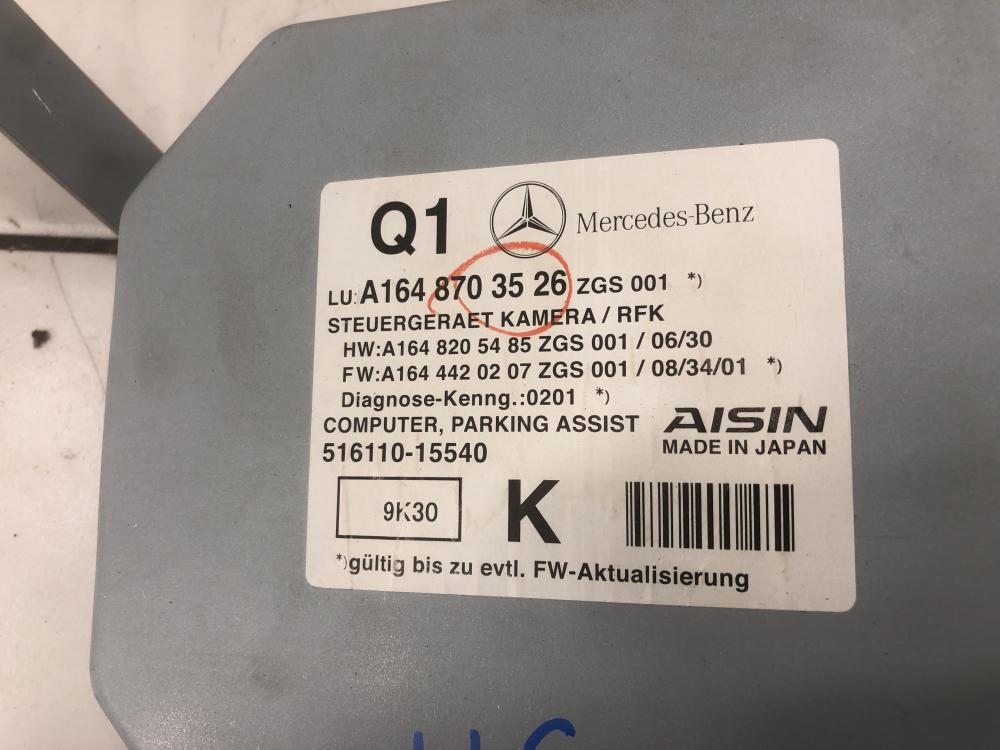 Q1 Mercedes-Benz
LU: A164 870 35 26 ZGS 001 *)
STEUERGERAET KAMERA / RFK
HW:A164 820 54 85 ZGS 001 / 06/30
FW:A164 442 02 07 ZGS 001 / 08/34/01 *)
Diagnose-Kenng.:0201 *)
COMPUTER, PARKING ASSIST AISIN
516110-15540 MADE IN JAPAN
9K30 K
*)gültig bis zu evtl. FW-Aktualisierung